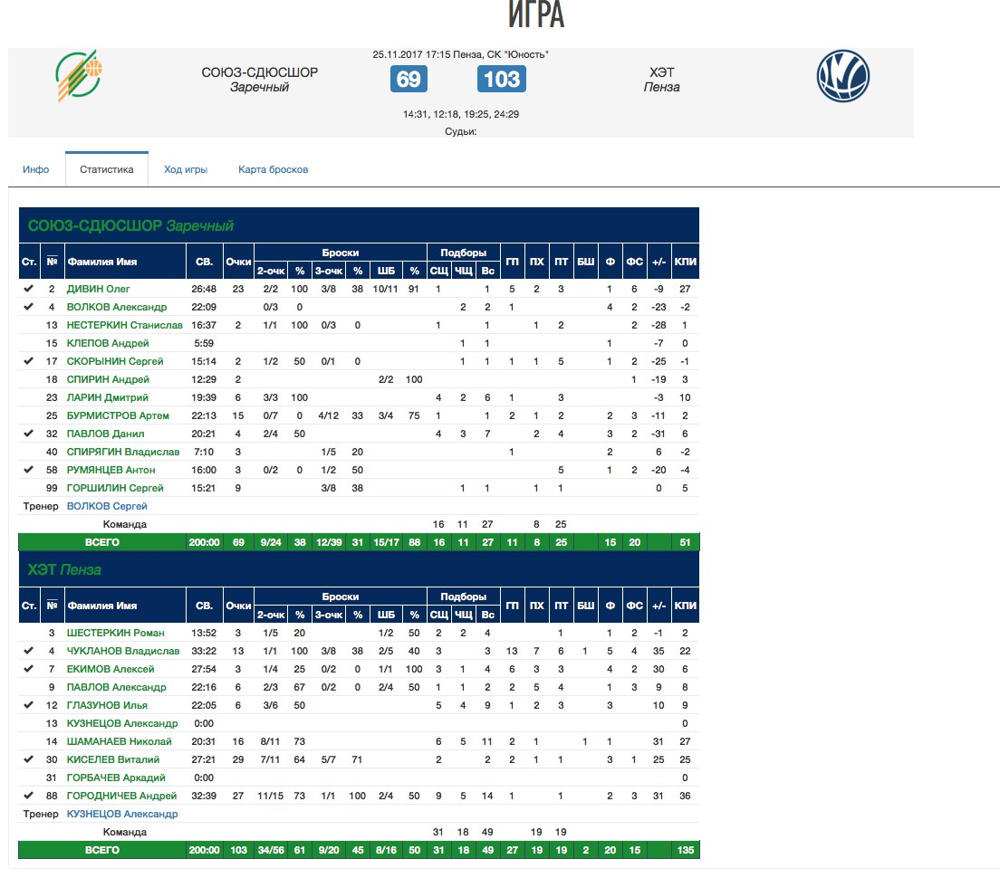 ИГРА
25.11.2017 17:15 Пенза, СК "Юность"
СОЮЗ-СДЮСШОР 69 103 ХЭТ
Заречный Пенза
14:31, 12:18, 19:25, 24:29
Судьи:
Инфо Статистика Ход игры Карта бросков
СОЮЗ-СДЮСШОР Заречный
Ст. № Фамилия Имя СВ. Очки Броски Подборы ГП ПХ ПТ БШ Ф ФС +/- КПИ
2-очк % 3-очк % ШБ % СЩ ЧЩ Вс
✔ 2 ДИВИН Олег 26:48 23 2/2 100 3/8 38 10/11 91 1 1 5 2 3 1 6 -9 27
✔ 4 ВОЛКОВ Александр 22:09 0/3 0 2 2 1 4 2 -23 -2
13 НЕСТЕРКИН Станислав 16:37 2 1/1 100 0/3 0 1 1 1 2 2 -28 1
15 КЛЕПОВ Андрей 5:59 1 1 1 -7 0
✔ 17 СКОРЫНИН Сергей 15:14 2 1/2 50 0/1 0 1 1 1 1 5 1 2 -25 -1
18 СПИРИН Андрей 12:29 2 2/2 100 1 -19 3
23 ЛАРИН Дмитрий 19:39 6 3/3 100 4 2 6 1 3 -3 10
25 БУРМИСТРОВ Артем 22:13 15 0/7 0 4/12 33 3/4 75 1 1 2 1 2 2 3 -11 2
✔ 32 ПАВЛОВ Данил 20:21 4 2/4 50 4 3 7 2 4 3 2 -31 6
40 СПИРЯГИН Владислав 7:10 3 1/5 20 1 2 6 -2
✔ 58 РУМЯНЦЕВ Антон 16:00 3 0/2 0 1/2 50 5 1 2 -20 -4
99 ГОРШИЛИН Сергей 15:21 9 3/8 38 1 1 1 1 0 5
Тренер ВОЛКОВ Сергей
Команда 16 11 27 8 25
ВСЕГО 200:00 69 9/24 38 12/39 31 15/17 88 16 11 27 11 8 25 15 20 51
ХЭТ Пенза
Ст. № Фамилия Имя СВ. Очки Броски Подборы ГП ПХ ПТ БШ Ф ФС +/- КПИ
2-очк % 3-очк % ШБ % СЩ ЧЩ Вс
3 ШЕСТЕРКИН Роман 13:52 3 1/5 20 1/2 50 2 2 4 1 1 2 -1 2
✔ 4 ЧУКЛАНОВ Владислав 33:22 13 1/1 100 3/8 38 2/5 40 3 3 13 7 6 1 5 4 35 22
✔ 7 ЕКИМОВ Алексей 27:54 3 1/4 25 0/2 0 1/1 100 3 1 4 6 3 3 4 2 30 6
9 ПАВЛОВ Александр 22:16 6 2/3 67 0/2 0 2/4 50 1 1 2 2 5 4 1 3 9 8
✔ 12 ГЛАЗУНОВ Илья 22:05 6 3/6 50 5 4 9 1 2 3 3 10 9
13 КУЗНЕЦОВ Александр 0:00 0
14 ШАМАНАЕВ Николай 20:31 16 8/11 73 6 5 11 2 1 1 1 31 27
✔ 30 КИСЕЛЕВ Виталий 27:21 29 7/11 64 5/7 71 2 2 2 1 1 3 1 25 25
31 ГОРБАЧЕВ Аркадий 0:00 0
✔ 88 ГОРОДНИЧЕВ Андрей 32:39 27 11/15 73 1/1 100 2/4 50 9 5 14 1 1 2 3 31 36
Тренер КУЗНЕЦОВ Александр
Команда 31 18 49 19 19
ВСЕГО 200:00 103 34/56 61 9/20 45 8/16 50 31 18 49 27 19 19 2 20 15 135